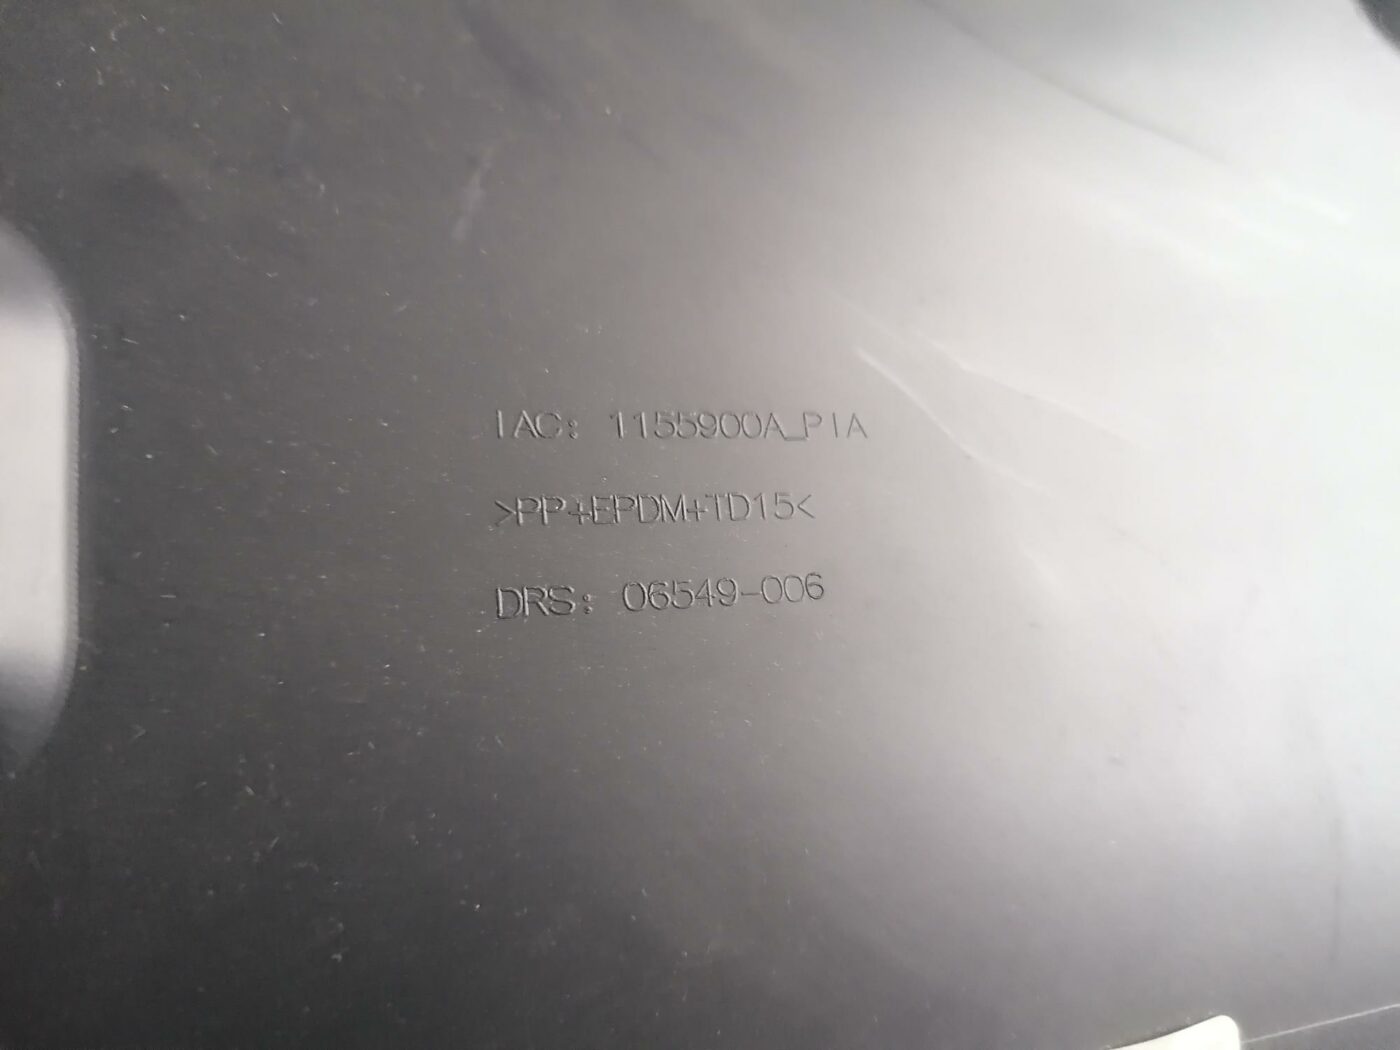 IAC: 1155900A_PIA
>PP+EPDM+TD15<
DRS: 06549-006